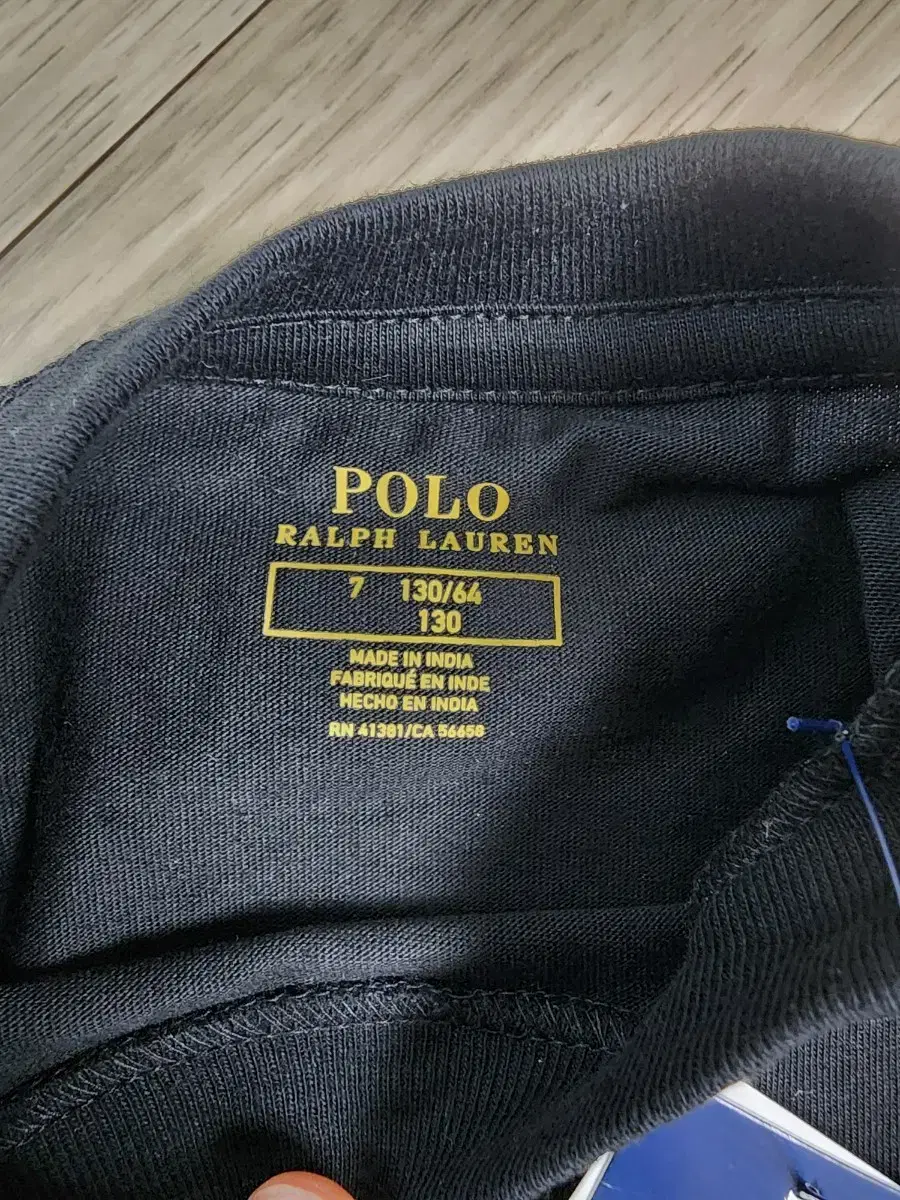 POLO
RALPH LAUREN
7 130/64
130
MADE IN INDIA
FABRIQUÉ EN INDE
HECHO EN INDIA
RN 41381/CA 56658